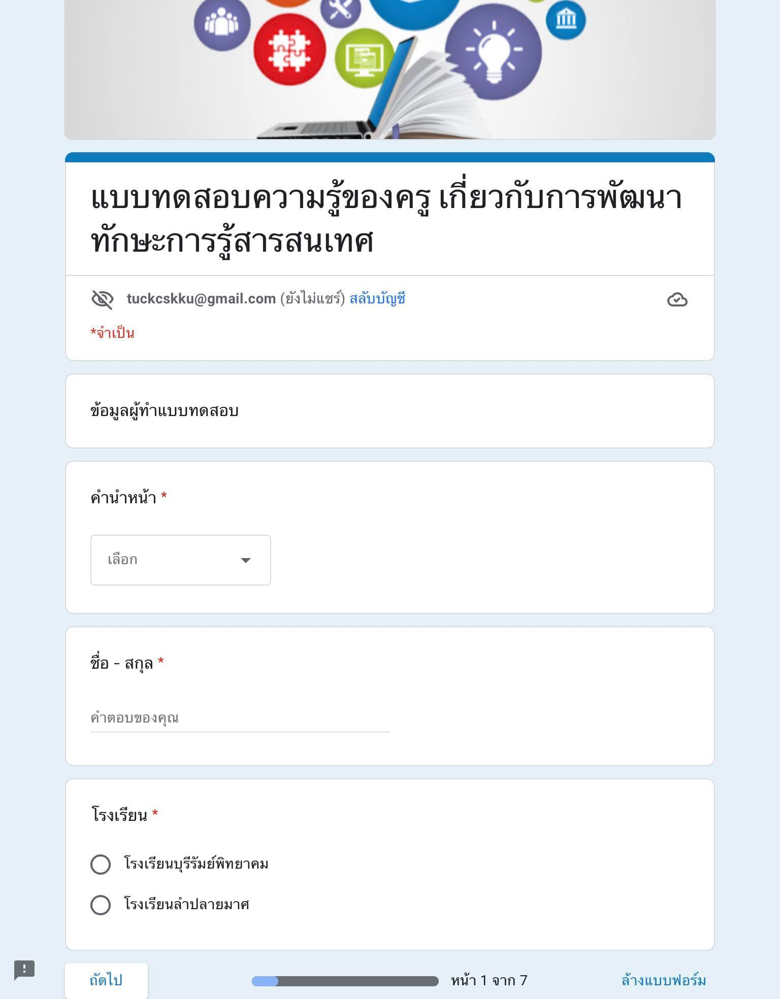 แบบทดสอบความรู้ของครู เกี่ยวกับการพัฒนา
ทักษะการรู้สารสนเทศ
tuckcskku@gmail.com (ยังไม่แชร์) สลับบัญชี
*จำเป็น
ข้อมูลผู้ทำแบบทดสอบ
คำนำหน้า *
เลือก
ชื่อ - สกุล *
คำตอบของคุณ
โรงเรียน *
โรงเรียนบุรีรัมย์พิทยาคม
โรงเรียนลำปลายมาศ
ถัดไป
หน้า 1 จาก 7
ล้างแบบฟอร์ม